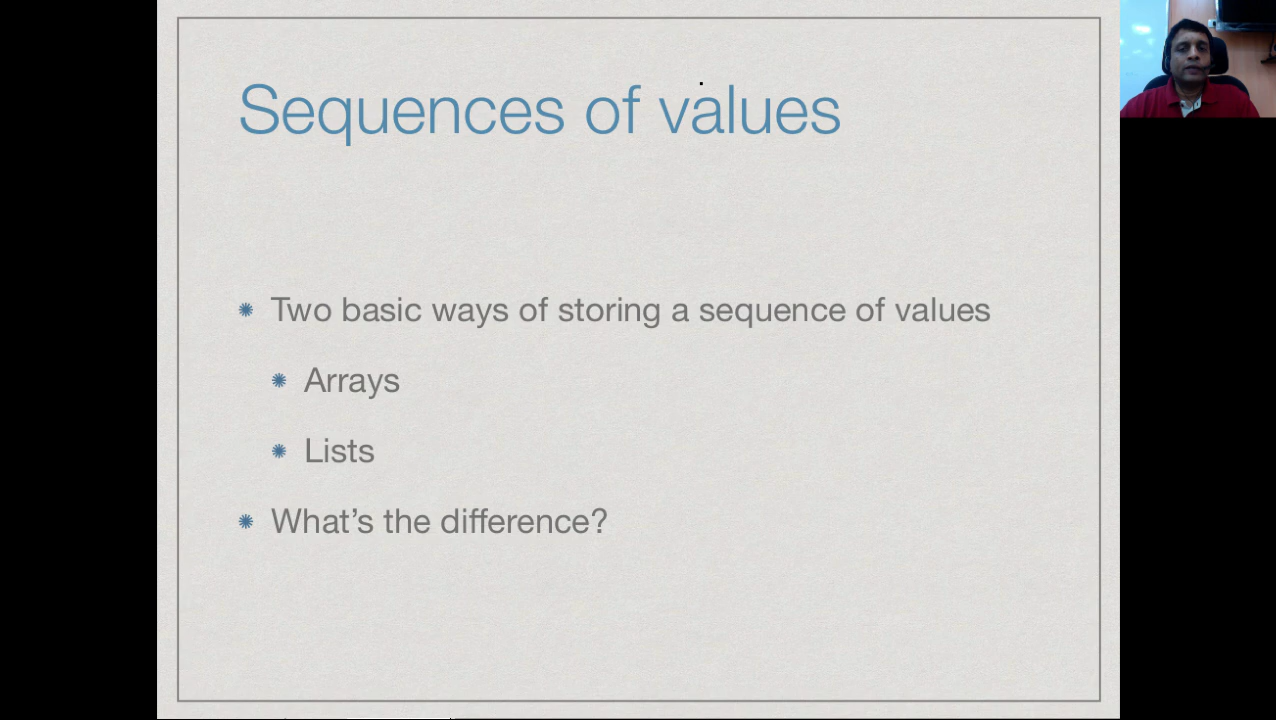 Sequences of values
Two basic ways of storing a sequence of values
Arrays
Lists
What’s the difference?